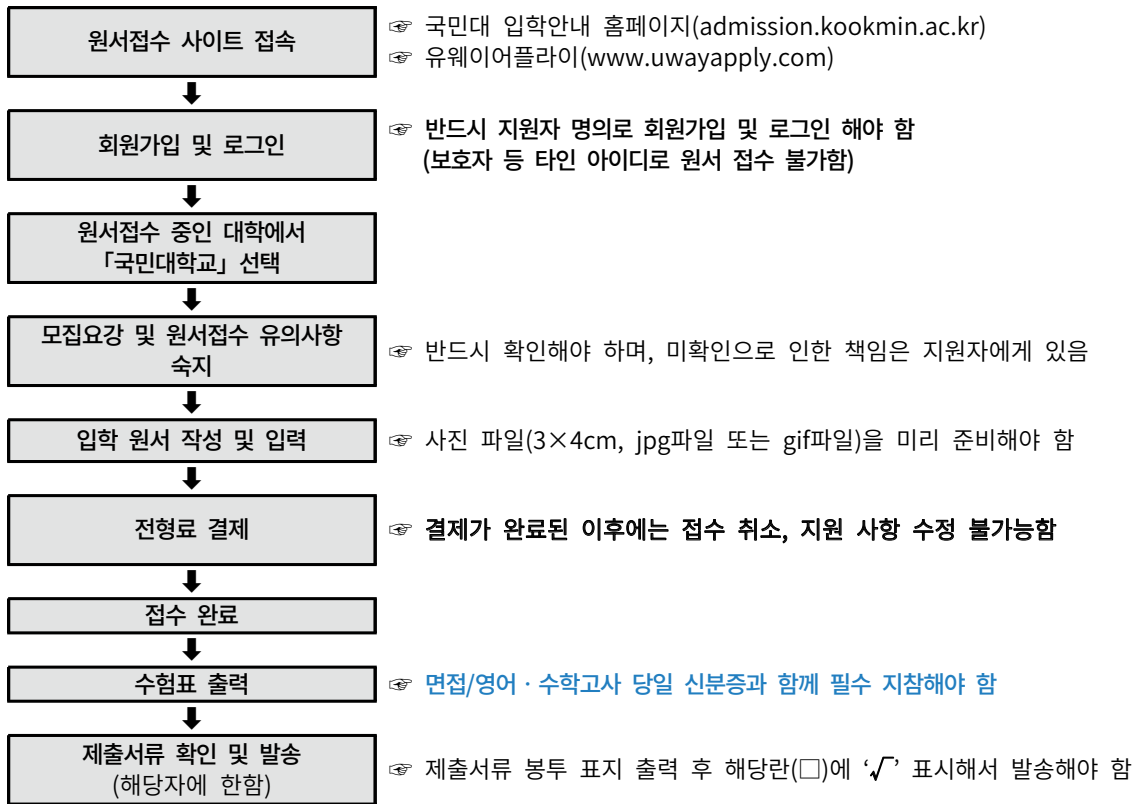 원서접수 사이트 접속
☞ 국민대 입학안내 홈페이지(admission.kookmin.ac.kr)
☞ 유웨이어플라이(www.uwayapply.com)
회원가입 및 로그인
☞ 반드시 지원자 명의로 회원가입 및 로그인 해야 함
(보호자 등 타인 아이디로 원서 접수 불가함)
원서접수 중인 대학에서
「국민대학교」 선택
모집요강 및 원서접수 유의사항
숙지
☞ 반드시 확인해야 하며, 미확인으로 인한 책임은 지원자에게 있음
입학 원서 작성 및 입력
☞ 사진 파일(3×4cm, jpg파일 또는 gif파일)을 미리 준비해야 함
전형료 결제
☞ 결제가 완료된 이후에는 접수 취소, 지원 사항 수정 불가능함
접수 완료
수험표 출력
☞ 면접/영어 · 수학고사 당일 신분증과 함께 필수 지참해야 함
제출서류 확인 및 발송
(해당자에 한함)
☞ 제출서류 봉투 표지 출력 후 해당란(□)에 ‘√’ 표시해서 발송해야 함